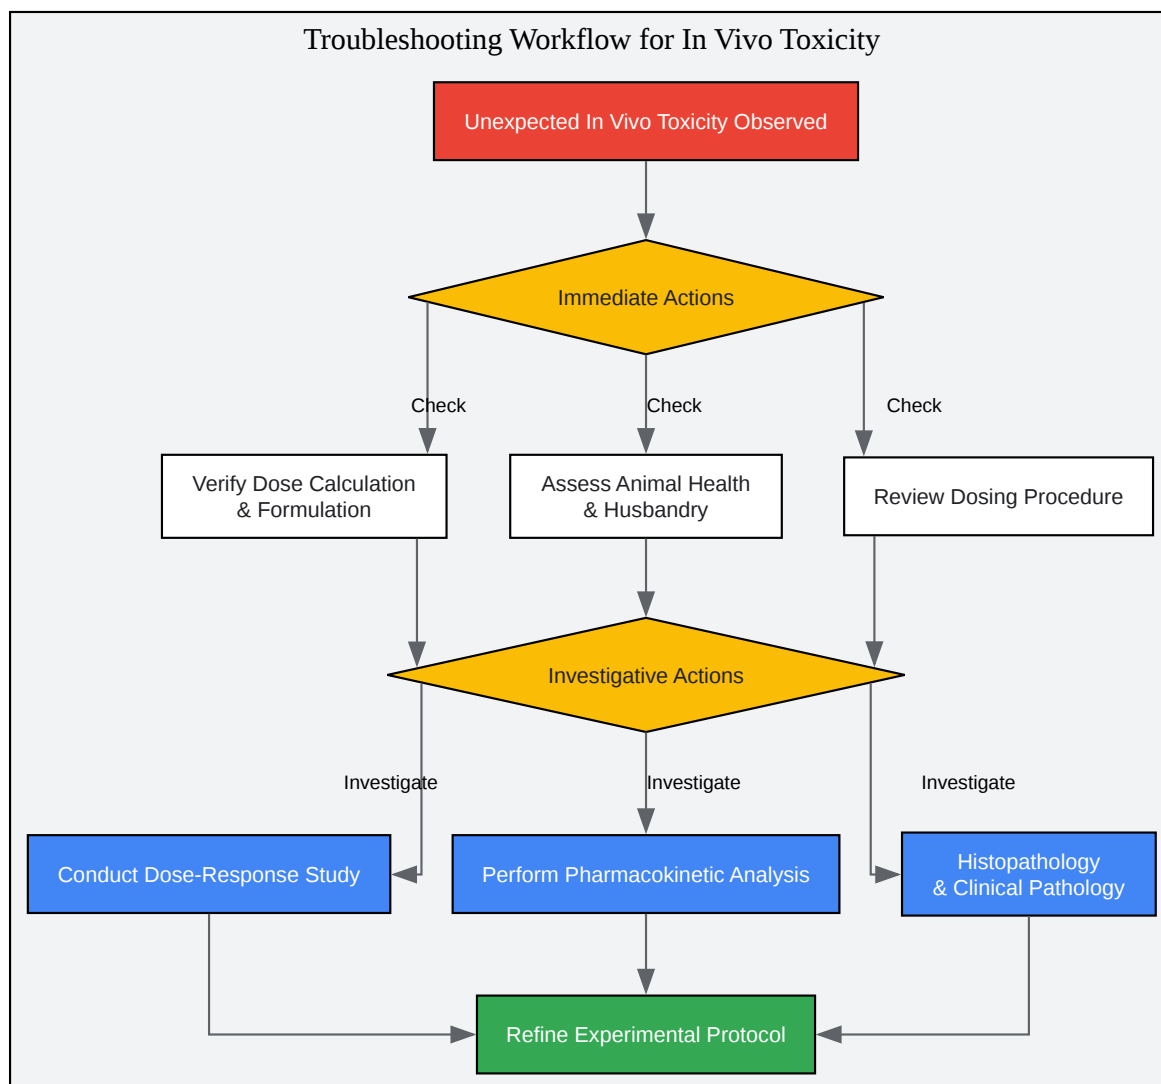 Troubleshooting Workflow for In Vivo Toxicity
Unexpected In Vivo Toxicity Observed
Immediate Actions
Check
Check
Check
Verify Dose Calculation
& Formulation
Assess Animal Health
& Husbandry
Review Dosing Procedure
Investigative Actions
Investigate
Investigate
Investigate
Conduct Dose-Response Study
Perform Pharmacokinetic Analysis
Histopathology
& Clinical Pathology
Refine Experimental Protocol